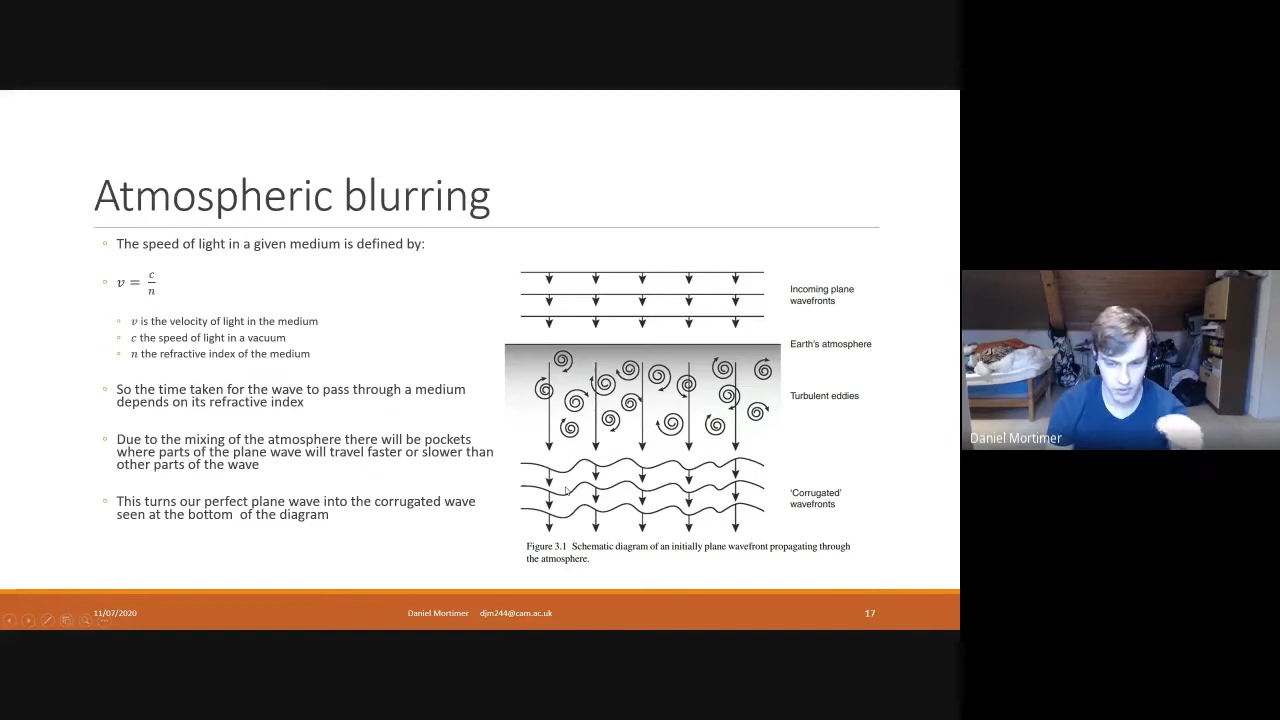 Atmospheric blurring
◦ The speed of light in a given medium is defined by:
◦ v = c/n
◦ v is the velocity of light in the medium
◦ c the speed of light in a vacuum
◦ n the refractive index of the medium
◦ So the time taken for the wave to pass through a medium
depends on its refractive index
◦ Due to the mixing of the atmosphere there will be pockets
where parts of the plane wave will travel faster or slower than
other parts of the wave
◦ This turns our perfect plane wave into the corrugated wave
seen at the bottom of the diagram
Incoming plane
wavefronts
Earth's atmosphere
Turbulent eddies
'Corrugated'
wavefronts
Figure 3.1 Schematic diagram of an initially plane wavefront propagating through
the atmosphere.
11/07/2020
Daniel Mortimer djm244@cam.ac.uk
17
Daniel Mortimer